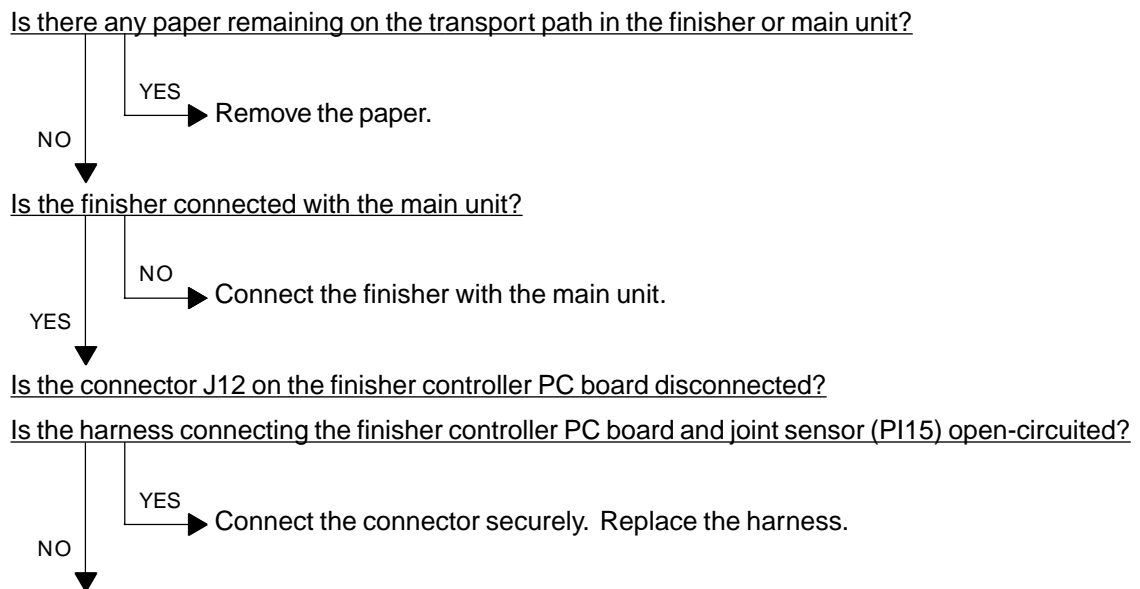 Is there any paper remaining on the transport path in the finisher or main unit?
YES
Remove the paper.
NO
Is the finisher connected with the main unit?
NO
Connect the finisher with the main unit.
YES
Is the connector J12 on the finisher controller PC board disconnected?
Is the harness connecting the finisher controller PC board and joint sensor (PI15) open-circuited?
YES
Connect the connector securely.  Replace the harness.
NO